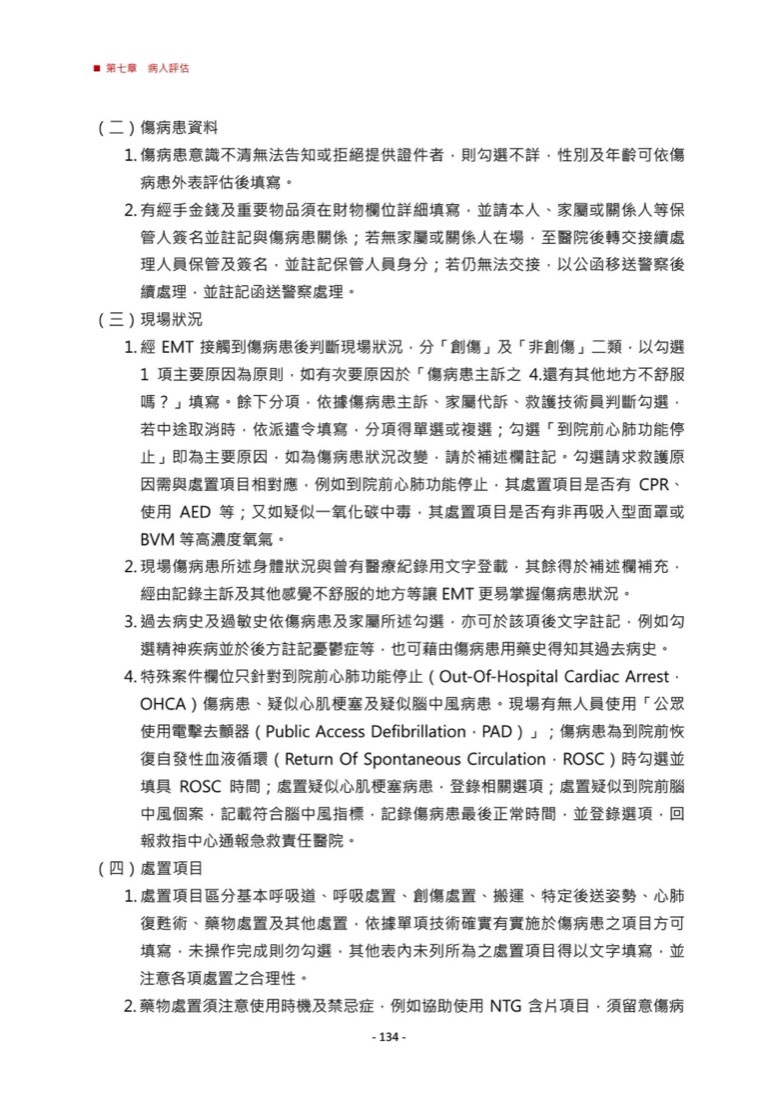 ■ 第七章　病人評估
（二）傷病患資料
1. 傷病患意識不清無法告知或拒絕提供證件者，則勾選不詳，性別及年齡可依傷
病患外表評估後填寫。
2. 有經手金錢及重要物品須在財物欄位詳細填寫，並請本人、家屬或關係人等保
管人簽名並註記與傷病患關係；若無家屬或關係人在場，至醫院後轉交接續處
理人員保管及簽名，並註記保管人員身分；若仍無法交接，以公函移送警察後
續處理，並註記函送警察處理。
（三）現場狀況
1. 經 EMT 接觸到傷病患後判斷現場狀況，分「創傷」及「非創傷」二類，以勾選
1 項主要原因為原則，如有次要原因於「傷病患主訴之 4.還有其他地方不舒服
嗎？」填寫。餘下分項，依據傷病患主訴、家屬代訴、救護技術員判斷勾選，
若中途取消時，依派遣令填寫，分項得單選或複選；勾選「到院前心肺功能停
止」即為主要原因，如為傷病患狀況改變，請於補述欄註記。勾選請求救護原
因需與處置項目相對應，例如到院前心肺功能停止，其處置項目是否有 CPR、
使用 AED 等；又如疑似一氧化碳中毒，其處置項目是否有非再吸入型面罩或
BVM 等高濃度氧氣。
2. 現場傷病患所述身體狀況與曾有醫療紀錄用文字登載，其餘得於補述欄補充，
經由記錄主訴及其他感覺不舒服的地方等讓 EMT 更易掌握傷病患狀況。
3. 過去病史及過敏史依傷病患及家屬所述勾選，亦可於該項後文字註記，例如勾
選精神疾病並於後方註記憂鬱症等，也可藉由傷病患用藥史得知其過去病史。
4. 特殊案件欄位只針對到院前心肺功能停止（Out-Of-Hospital Cardiac Arrest，
OHCA）傷病患、疑似心肌梗塞及疑似腦中風病患。現場有無人員使用「公眾
使用電擊去顫器（Public Access Defibrillation，PAD）」；傷病患為到院前恢
復自發性血液循環（Return Of Spontaneous Circulation，ROSC）時勾選並
填具 ROSC 時間；處置疑似心肌梗塞病患，登錄相關選項；處置疑似到院前腦
中風個案，記載符合腦中風指標，記錄傷病患最後正常時間，並登錄選項，回
報救指中心通報急救責任醫院。
（四）處置項目
1. 處置項目區分基本呼吸道、呼吸處置、創傷處置、搬運、特定後送姿勢、心肺
復甦術、藥物處置及其他處置，依據單項技術確實有實施於傷病患之項目方可
填寫，未操作完成則勿勾選，其他表內未列所為之處置項目得以文字填寫，並
注意各項處置之合理性。
2. 藥物處置須注意使用時機及禁忌症，例如協助使用 NTG 含片項目，須留意傷病
- 134 -